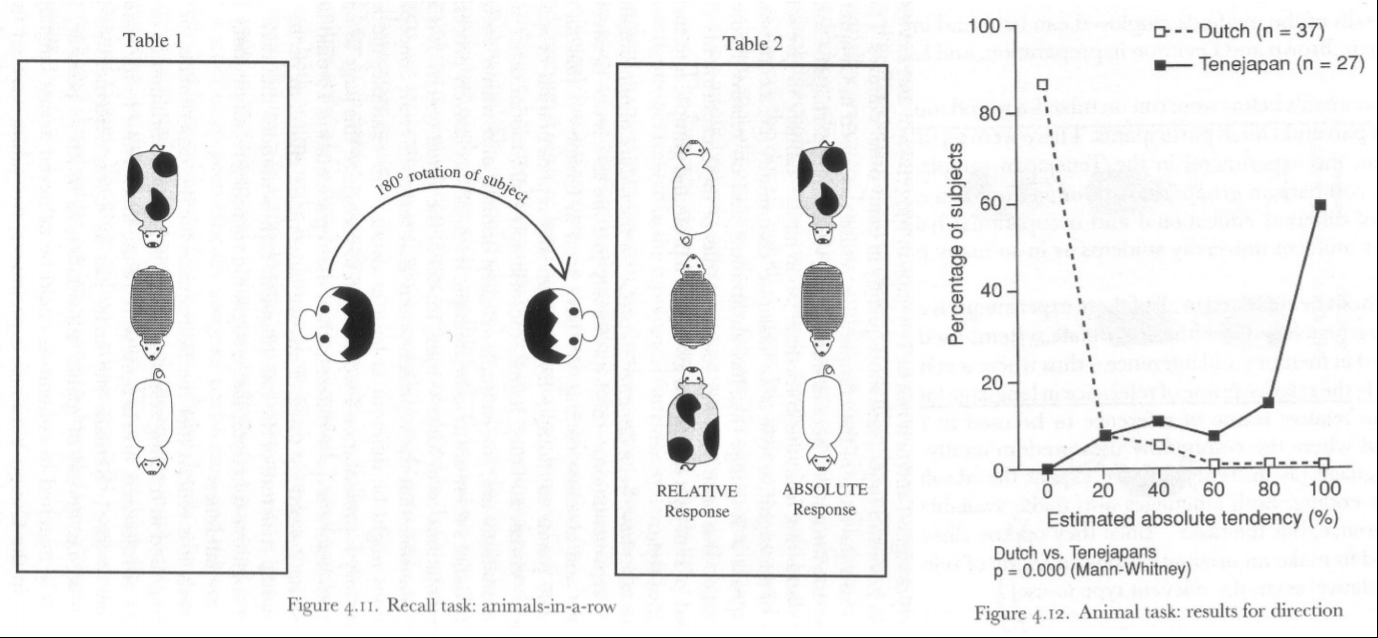 Table 1
180° rotation of subject
Table 2
RELATIVE
Response
ABSOLUTE
Response
Figure 4.11. Recall task: animals-in-a-row
Dutch (n = 37)
Tenejapan (n = 27)
Percentage of subjects
100
80
60
40
20
0
0 20 40 60 80 100
Estimated absolute tendency (%)
Dutch vs. Tenejapans
p = 0.000 (Mann-Whitney)
Figure 4.12. Animal task: results for direction